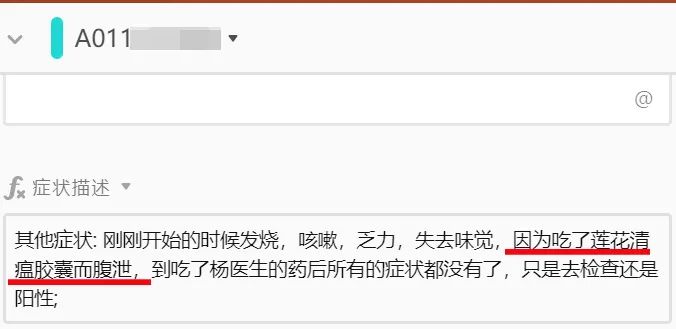 A011
@
fx 症状描述
其他症状: 刚刚开始的时候发烧，咳嗽，乏力，失去味觉，因为吃了莲花清
瘟胶囊而腹泄，到吃了杨医生的药后所有的症状都没有了，只是去检查还是
阳性;